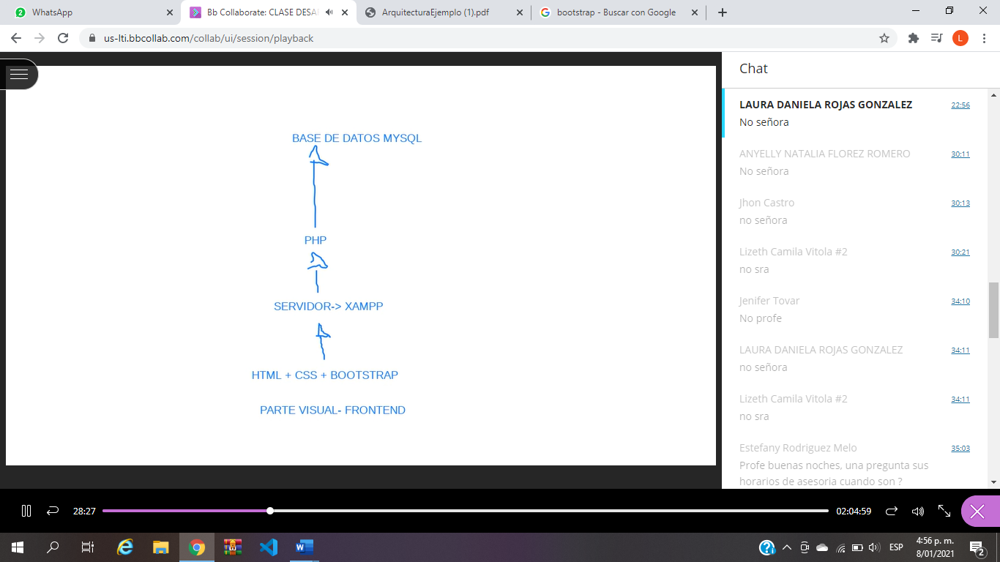 WhatsApp
Bb Collaborate: CLASE DESAI
ArquitecturaEjemplo (1).pdf
bootstrap - Buscar con Google
us-lti.bbcollab.com/collab/ui/session/playback
L
BASE DE DATOS MYSQL
PHP
SERVIDOR-> XAMPP
HTML + CSS + BOOTSTRAP
PARTE VISUAL- FRONTEND
Chat
LAURA DANIELA ROJAS GONZALEZ 22:56
No señora
ANYELLY NATALIA FLOREZ ROMERO 30:11
No señora
Jhon Castro 30:13
no señora
Lizeth Camila Vitola #2 30:21
no sra
Jenifer Tovar 34:10
No profe
LAURA DANIELA ROJAS GONZALEZ 34:11
no señora
Lizeth Camila Vitola #2 34:11
no sra
Estefany Rodriguez Melo 35:03
Profe buenas noches, una pregunta sus
horarios de asesoria cuando son ?
28:27
02:04:59
ESP
4:56 p. m.
8/01/2021
2